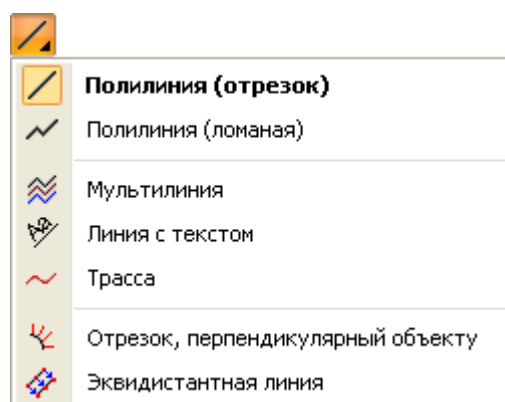 Полилиния (отрезок)
Полилиния (ломаная)
Мультилиния
Линия с текстом
Трасса
Отрезок, перпендикулярный объекту
Эквидистантная линия